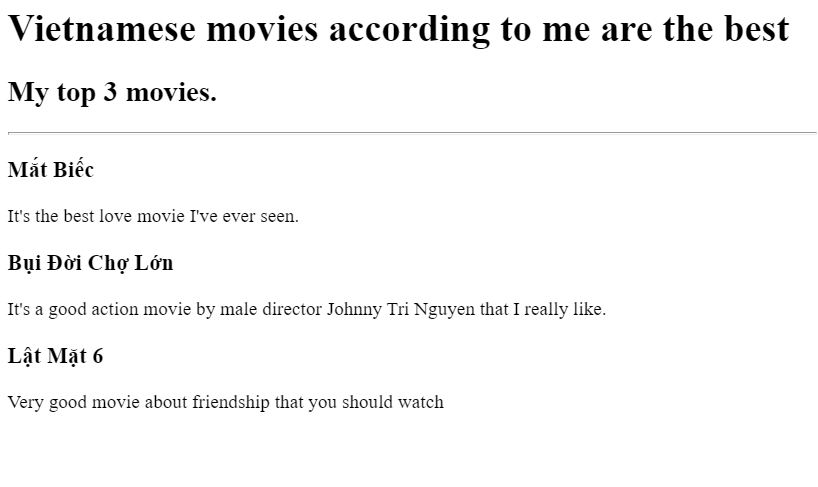 Vietnamese movies according to me are the best
My top 3 movies.
Mắt Biếc
It's the best love movie I've ever seen.
Bụi Đời Chợ Lớn
It's a good action movie by male director Johnny Tri Nguyen that I really like.
Lật Mặt 6
Very good movie about friendship that you should watch